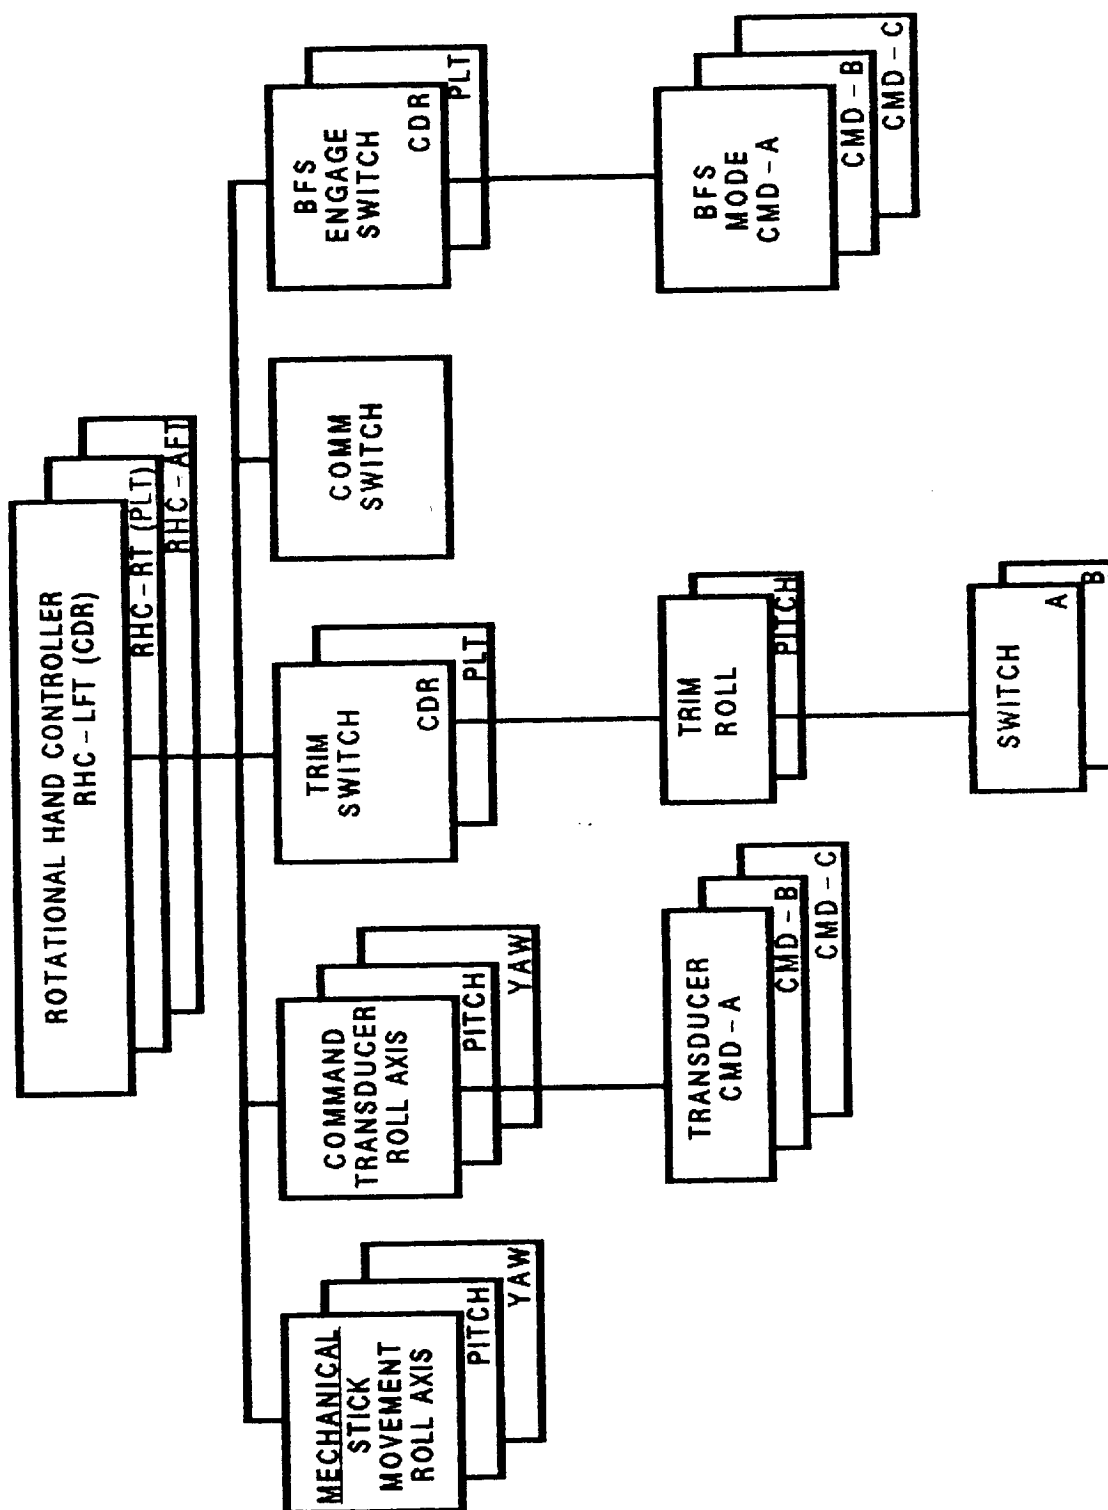 ROTATIONAL HAND CONTROLLER
RHC-LFT (CDR)
RHC-RT (PLT)
RHC-AFT
MECHANICAL
STICK
MOVEMENT
ROLL AXIS
PITCH
YAW
COMMAND
TRANSDUCER
ROLL AXIS
PITCH
YAW
TRIM
SWITCH
CDR
PLT
COMM
SWITCH
BFS
ENGAGE
SWITCH
CDR
PLT
TRANSDUCER
CMD-A
CMD-B
CMD-C
TRIM
ROLL
PITCH
BFS
MODE
CMD-A
CMD-B
CMD-C
SWITCH
A
B